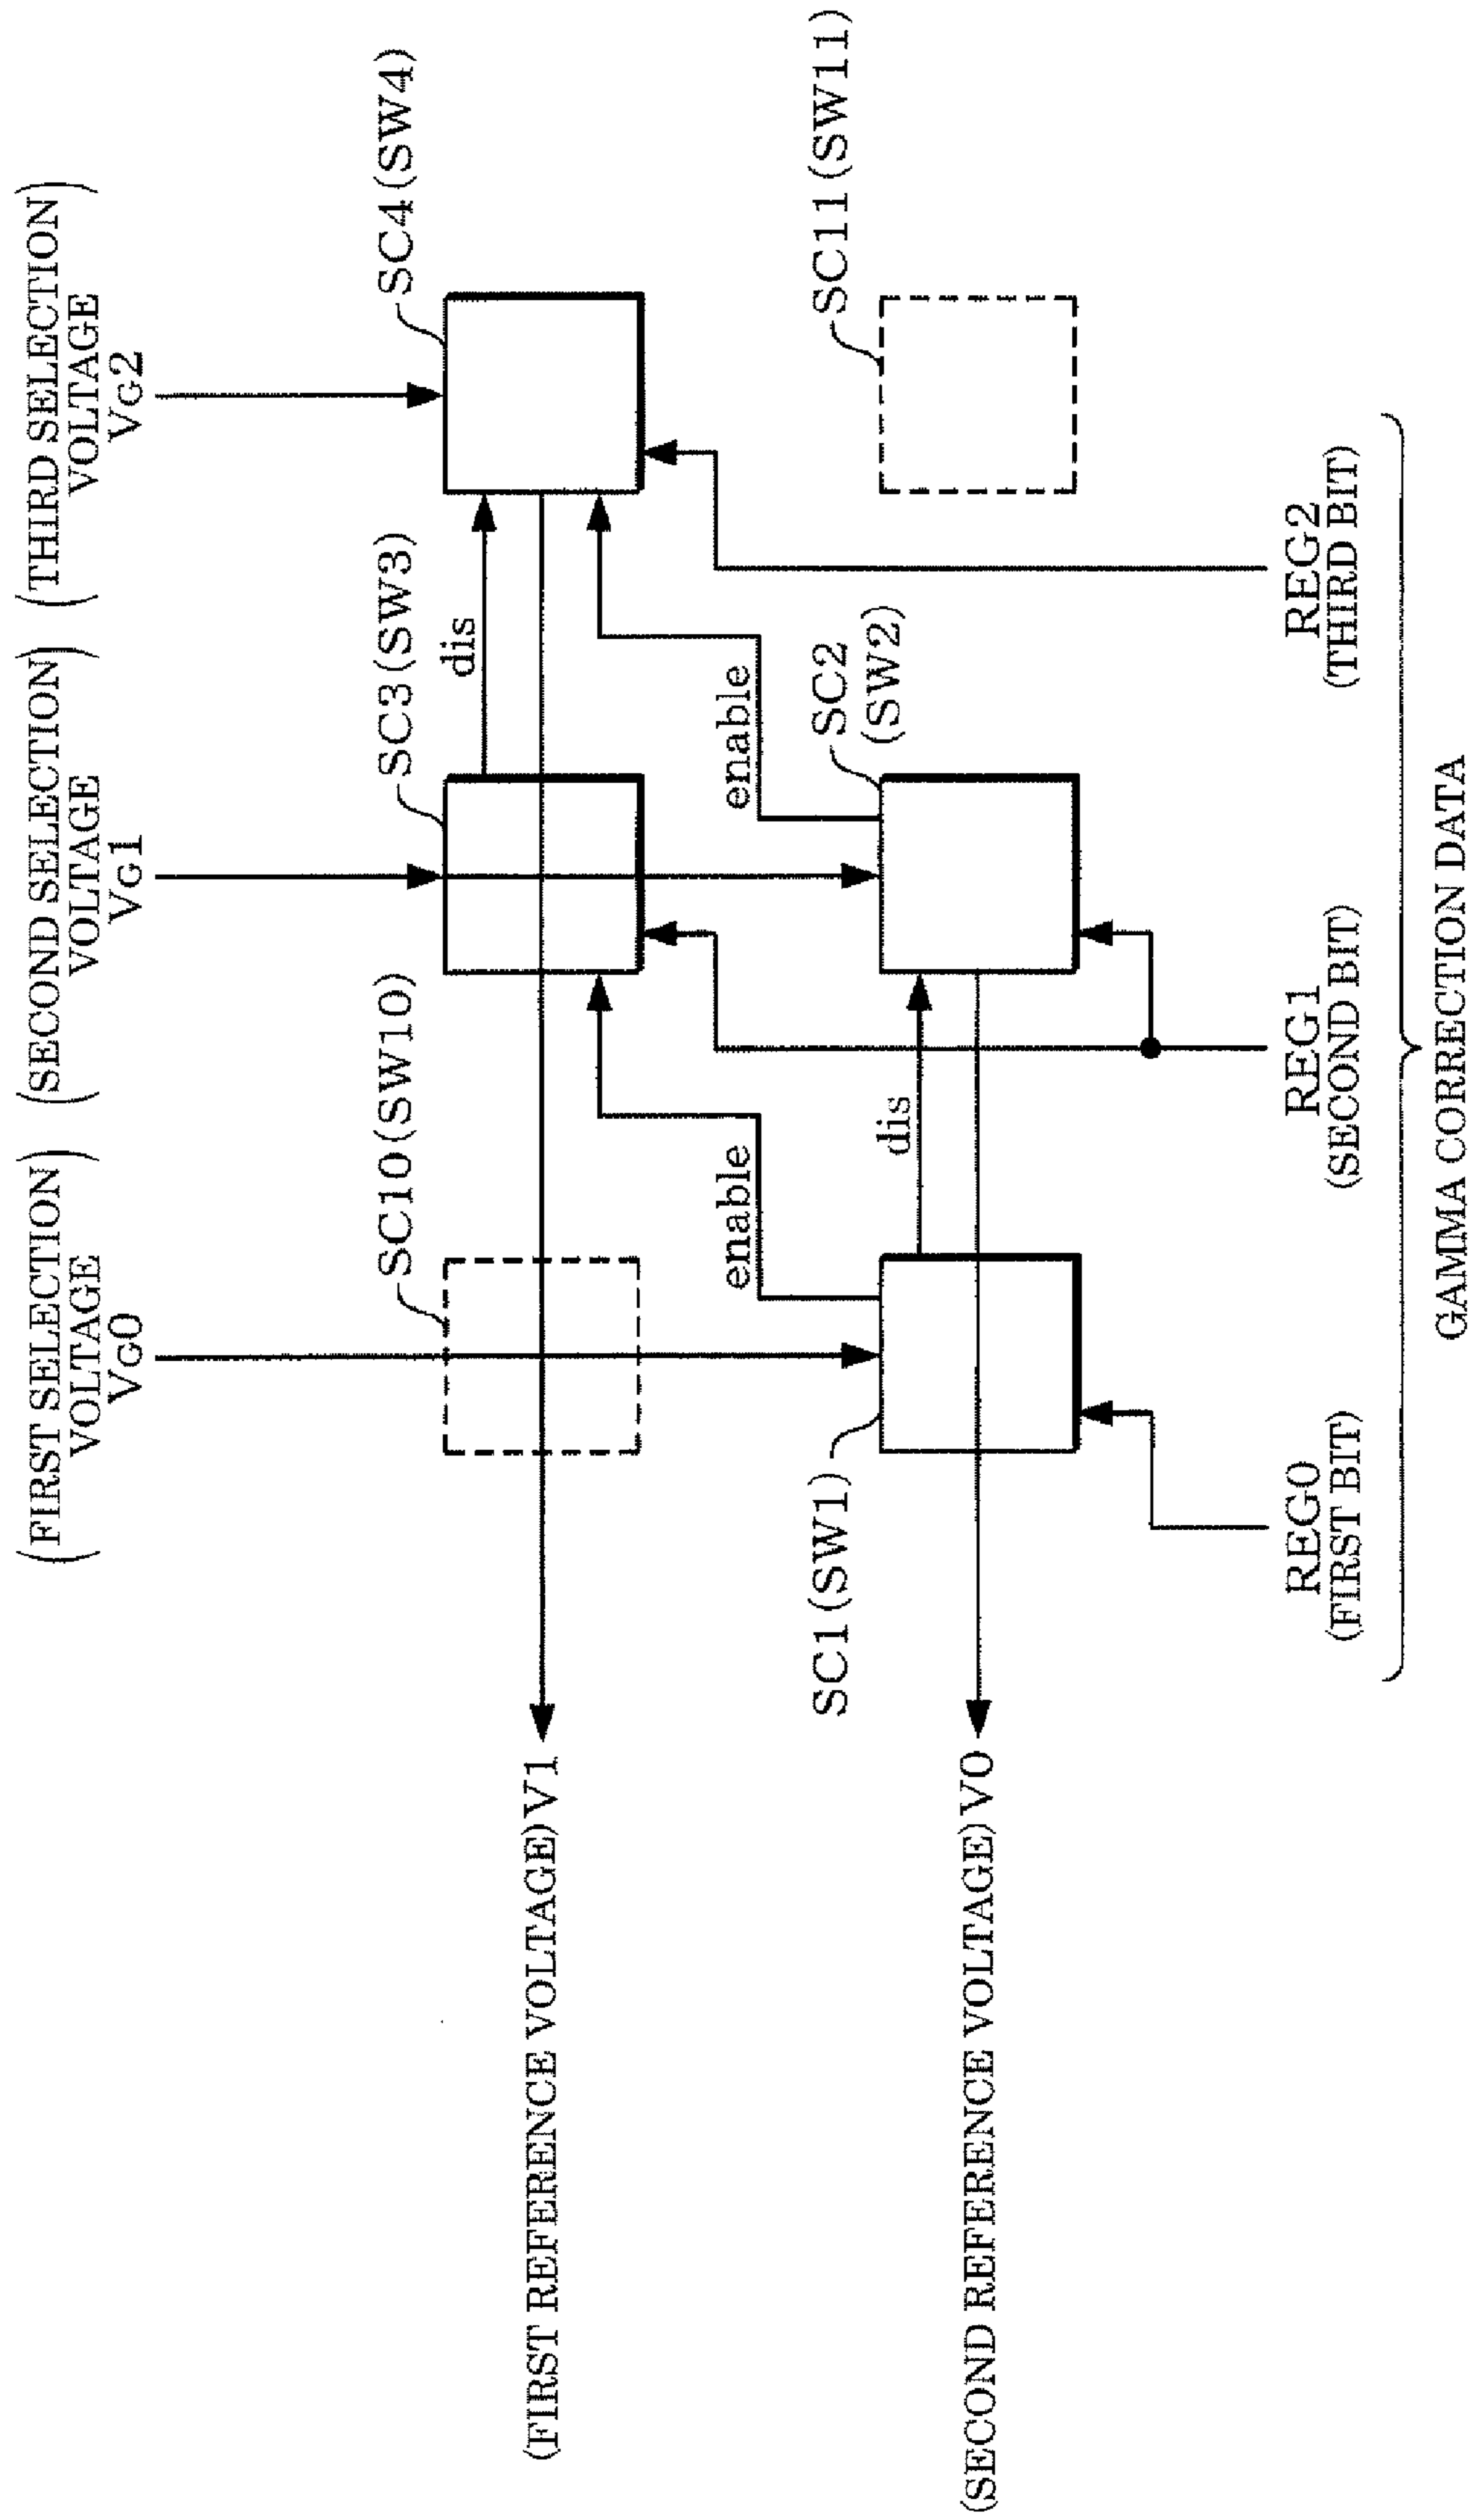 (FIRST SELECTION VOLTAGE)
VG0
(SECOND SELECTION VOLTAGE)
VG1
(THIRD SELECTION VOLTAGE)
VG2
SC10(SW10)
SC3(SW3)
SC4(SW4)
dis
(FIRST REFERENCE VOLTAGE)V1
enable
enable
SC1(SW1)
SC2
(SW2)
SC11(SW11)
dis
(SECOND REFERENCE VOLTAGE)V0
REG0
(FIRST BIT)
REG1
(SECOND BIT)
REG2
(THIRD BIT)
GAMMA CORRECTION DATA